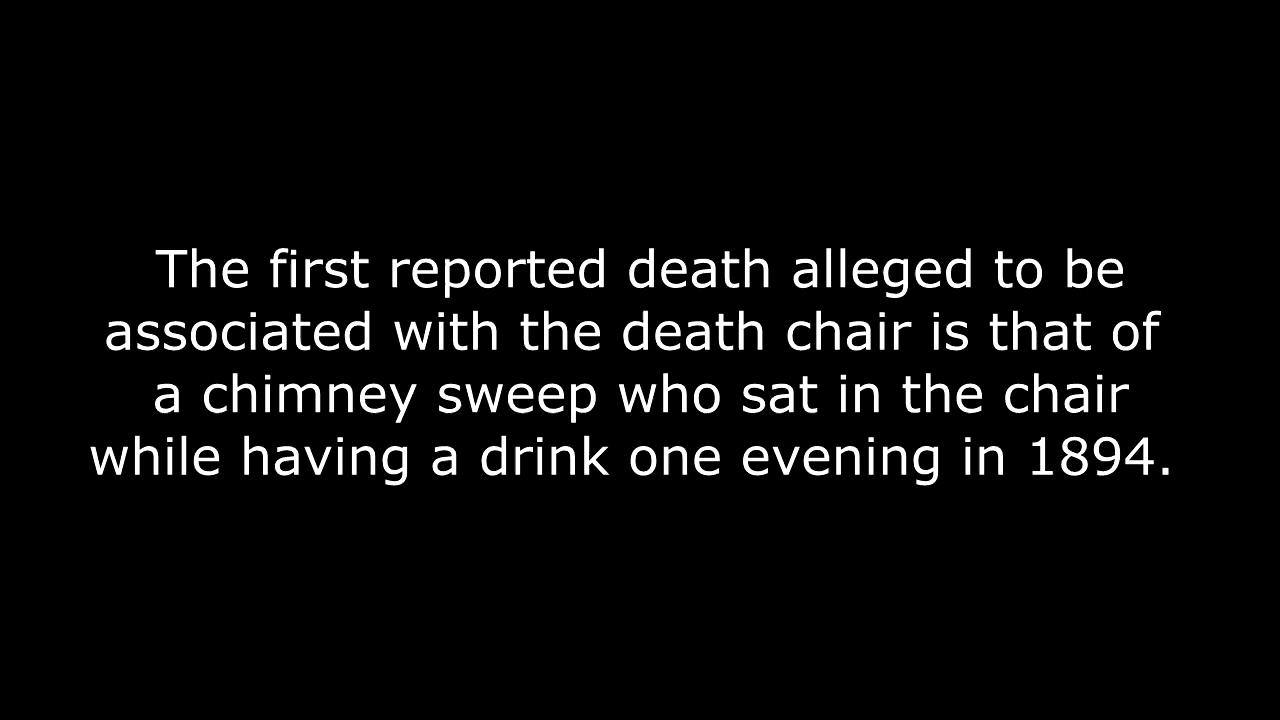 The first reported death alleged to be
associated with the death chair is that of
a chimney sweep who sat in the chair
while having a drink one evening in 1894.